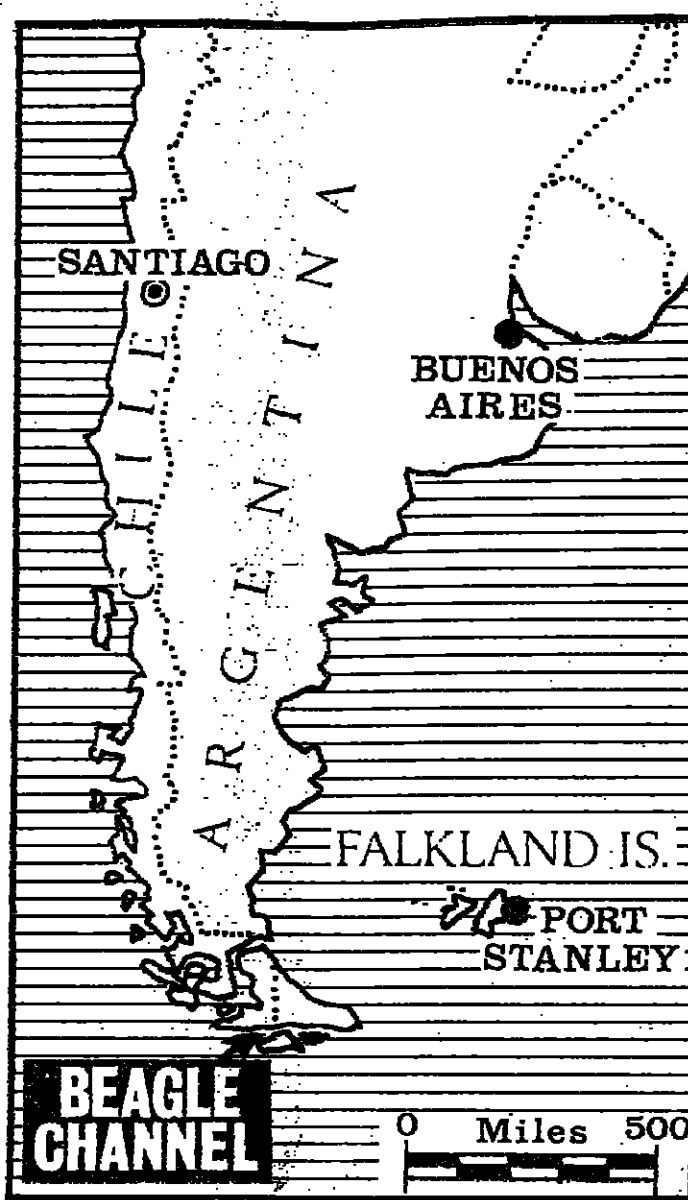 SANTIAGO
CHILE
ARGENTINA
BUENOS
AIRES
FALKLAND IS.
PORT
STANLEY
BEAGLE
CHANNEL
0 Miles 500